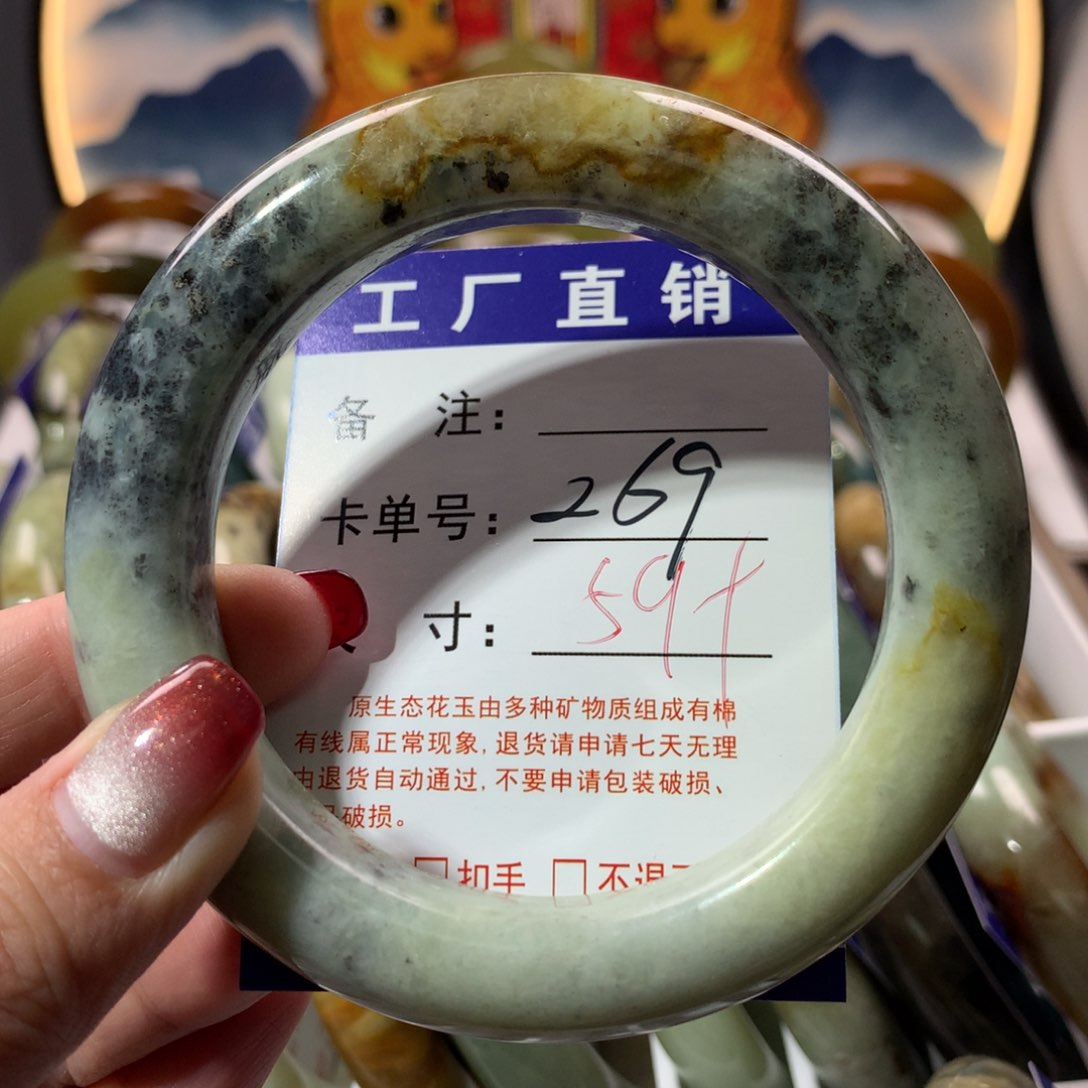 工厂直销
备 注：
卡单号：269
寸：59+
原生态花玉由多种矿物质组成有棉
有线属正常现象，退货请申请七天无理
由退货自动通过，不要申请包装破损、
破损。
□扣手 □不退